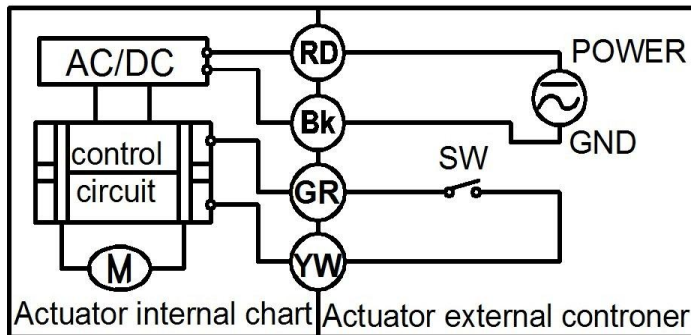 AC/DC
RD
POWER
Bk
GND
control
circuit
SW
GR
M
YW
Actuator internal chart
Actuator external controner